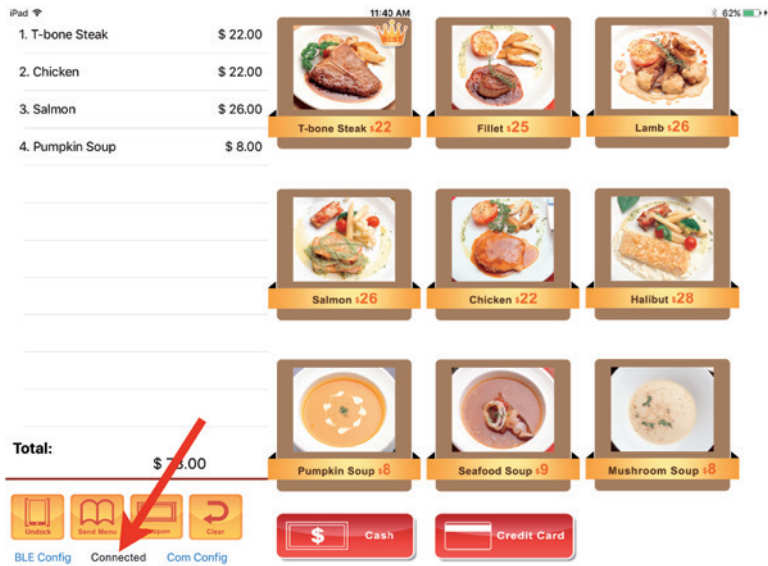 iPad
11:40 AM
62%
1. T-bone Steak $ 22.00
2. Chicken $ 22.00
3. Salmon $ 26.00
4. Pumpkin Soup $ 8.00
Total:
BEST
T-bone Steak $22
Fillet $25
Lamb $26
Salmon $26
Chicken $22
Halibut $28
Pumpkin Soup $8
Seafood Soup $9
Mushroom Soup $8
Undock
Send Menu
Clear
$ Cash
Credit Card
BLE Config Connected Com Config